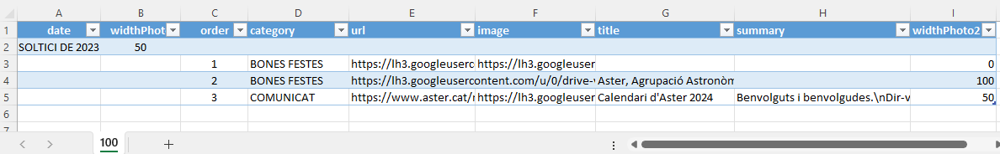 A B C D E F G H I
1 date widthPhot order category url image title summary widthPhoto2
2 SOLTICI DE 2023 50
3 1 BONES FESTES https://lh3.googleuserc https://lh3.googleuser 0
4 2 BONES FESTES https://lh3.googleusercontent.com/u/0/drive- Aster, Agrupació Astronòm 100
5 3 COMUNICAT https://www.aster.cat/ https://lh3.googleuser Calendari d'Aster 2024 Benvolguts i benvolgudes.\nDir-v 50
6
7
100